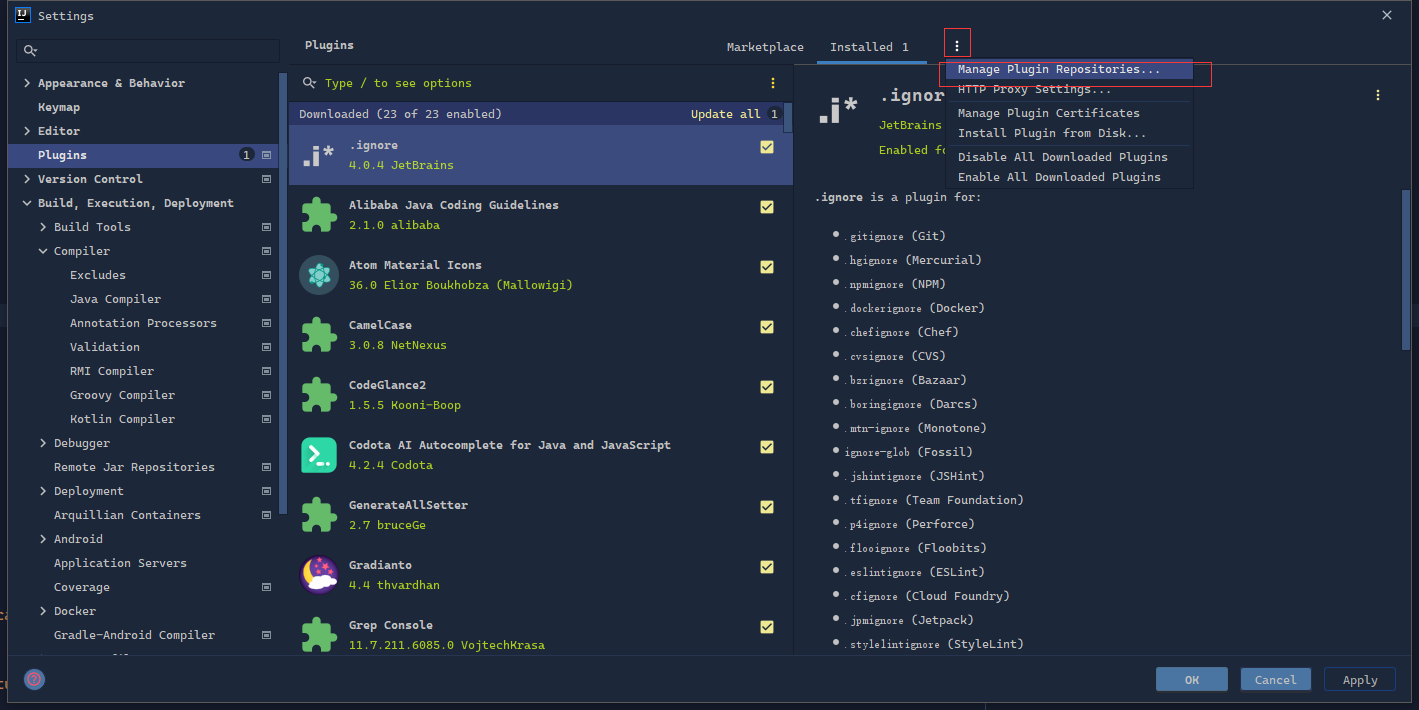 Settings
Appearance & Behavior
Keymap
Editor
Plugins 1
Version Control
Build, Execution, Deployment
Build Tools
Compiler
Excludes
Java Compiler
Annotation Processors
Validation
RMI Compiler
Groovy Compiler
Kotlin Compiler
Debugger
Remote Jar Repositories
Deployment
Arquillian Containers
Android
Application Servers
Coverage
Docker
Gradle-Android Compiler
Plugins
Marketplace
Installed 1
Type / to see options
Downloaded (23 of 23 enabled)
Update all 1
.ignore
4.0.4 JetBrains
Alibaba Java Coding Guidelines
2.1.0 alibaba
Atom Material Icons
36.0 Elior Boukhobza (Mallowigi)
CamelCase
3.0.8 NetNexus
CodeGlance2
1.5.5 Kooni-Boop
Codota AI Autocomplete for Java and JavaScript
4.2.4 Codota
GenerateAllSetter
2.7 bruceGe
Gradianto
4.4 thvardhan
Grep Console
11.7.211.6085.0 VojtechKrasa
Manage Plugin Repositories...
HTTP Proxy Settings...
Manage Plugin Certificates
Install Plugin from Disk...
Disable All Downloaded Plugins
Enable All Downloaded Plugins
.i*
.ignor
JetBrains
Enabled fo
.ignore is a plugin for:
.gitignore (Git)
.hgignore (Mercurial)
.npmignore (NPM)
.dockerignore (Docker)
.chefignore (Chef)
.cvsignore (CVS)
.bzrignore (Bazaar)
.boringignore (Darcs)
.mtn-ignore (Monotone)
ignore-glob (Fossil)
.jshintignore (JSHint)
.tfignore (Team Foundation)
.p4ignore (Perforce)
.flooignore (Floobits)
.eslintignore (ESLint)
.cfignore (Cloud Foundry)
.jpmignore (Jetpack)
.stylelintignore (StyleLint)
OK
Cancel
Apply